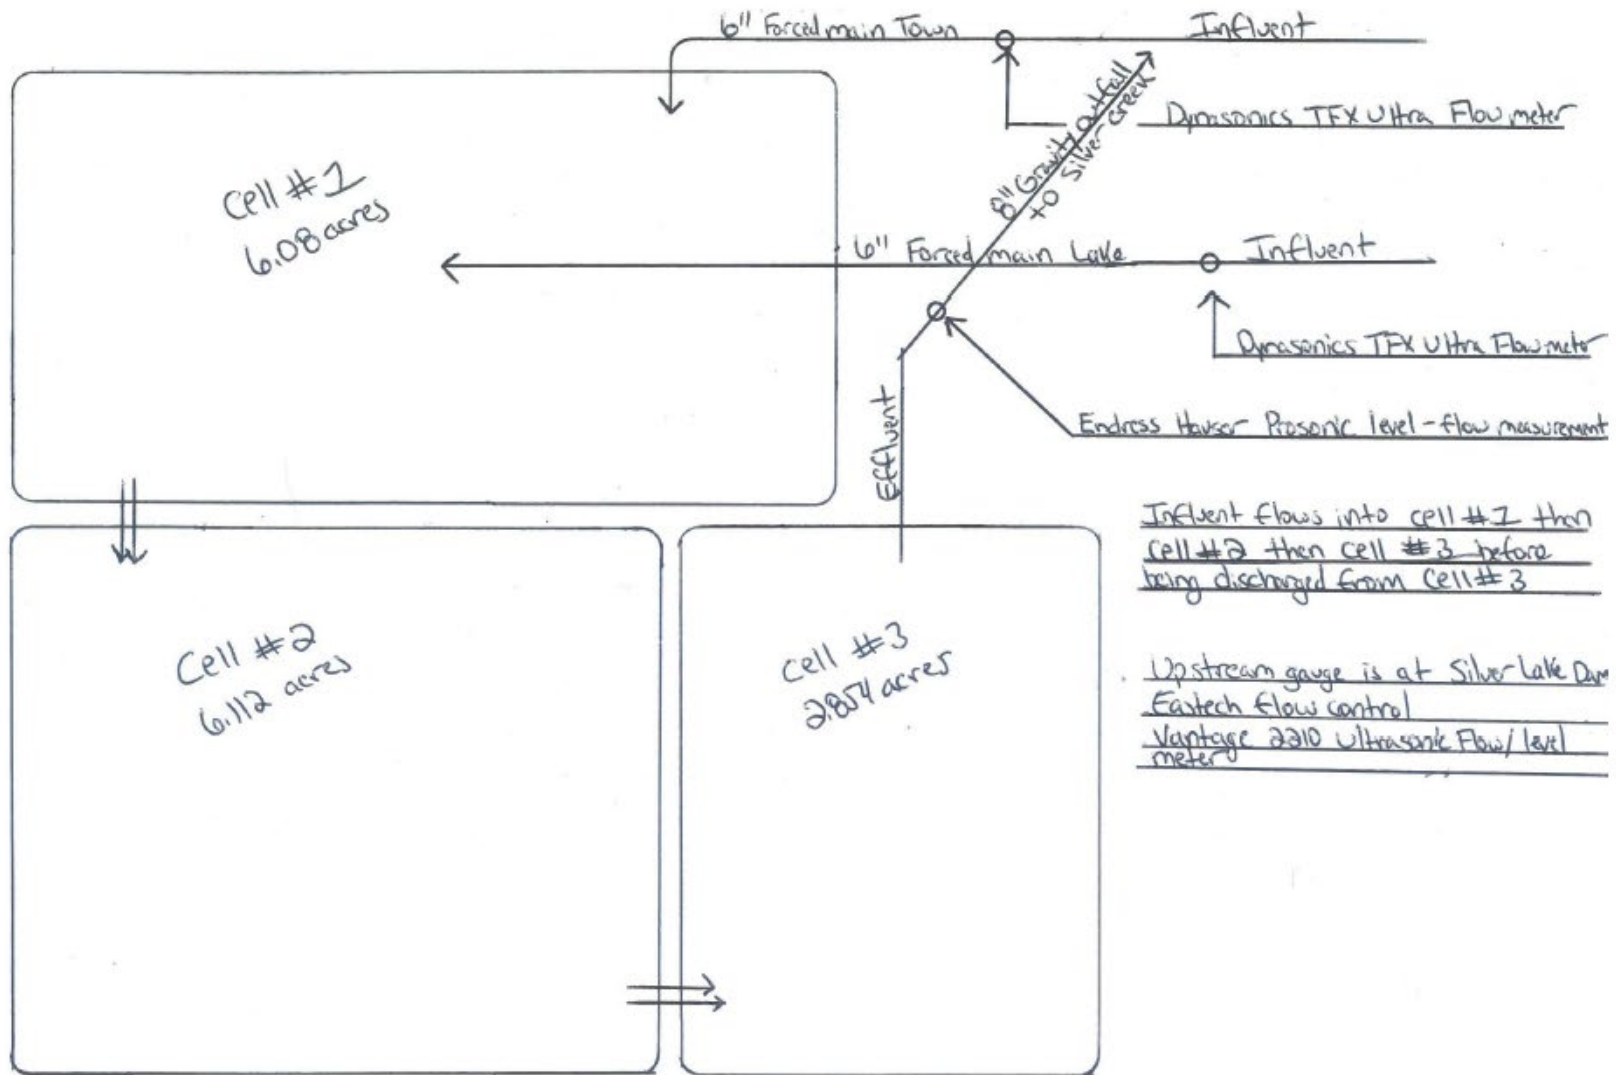 6" Forced main Town
Influent
Dynasonics TFX Ultra Flow meter
8" Gravity outfall
to Silver Creek
Cell #1
6.08 acres
6" Forced main Lake
Influent
Dynasonics TFX Ultra Flow meter
Endress Hauser Prosonic level-flow measurement
Effluent
Influent flows into cell #1 then
cell #2 then cell #3 before
being discharged from Cell #3
Cell #2
6.112 acres
Cell #3
2.854 acres
Upstream gauge is at Silver Lake Dam
Eastech flow control
Vantage 2210 Ultrasonic Flow/level
meter